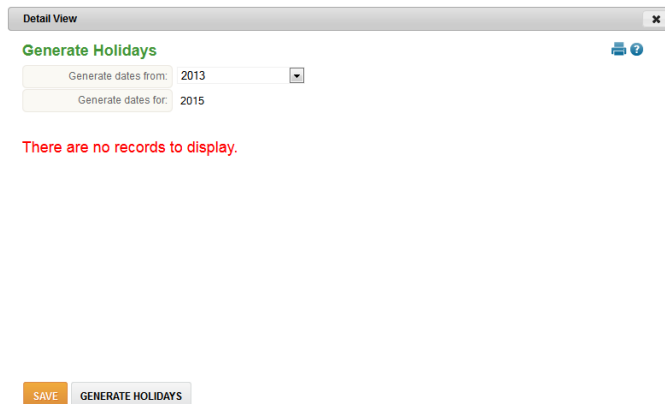 Detail View
Generate Holidays
Generate dates from: 2013
Generate dates for: 2015
There are no records to display.
SAVE GENERATE HOLIDAYS